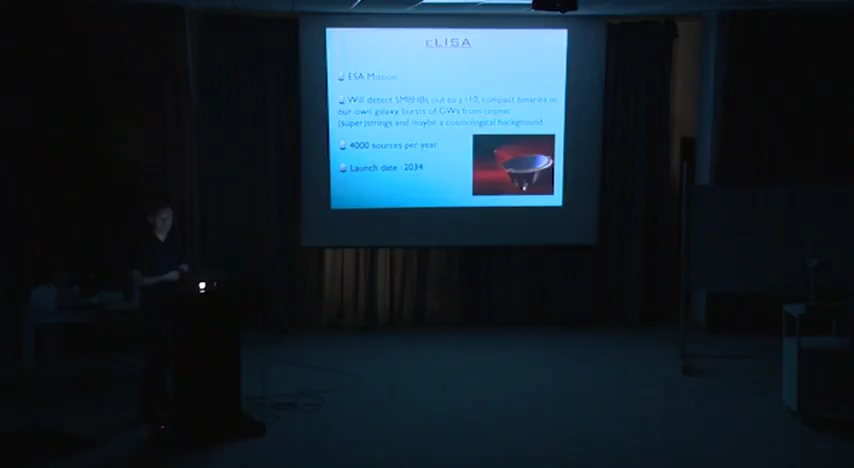 eLISA
ESA Mission
Will detect SMBHBs out to z~10, compact binaries in
our own galaxy, bursts of GWs from cosmic
(super)strings and maybe a cosmological background
4000 sources per year
Launch date : 2034